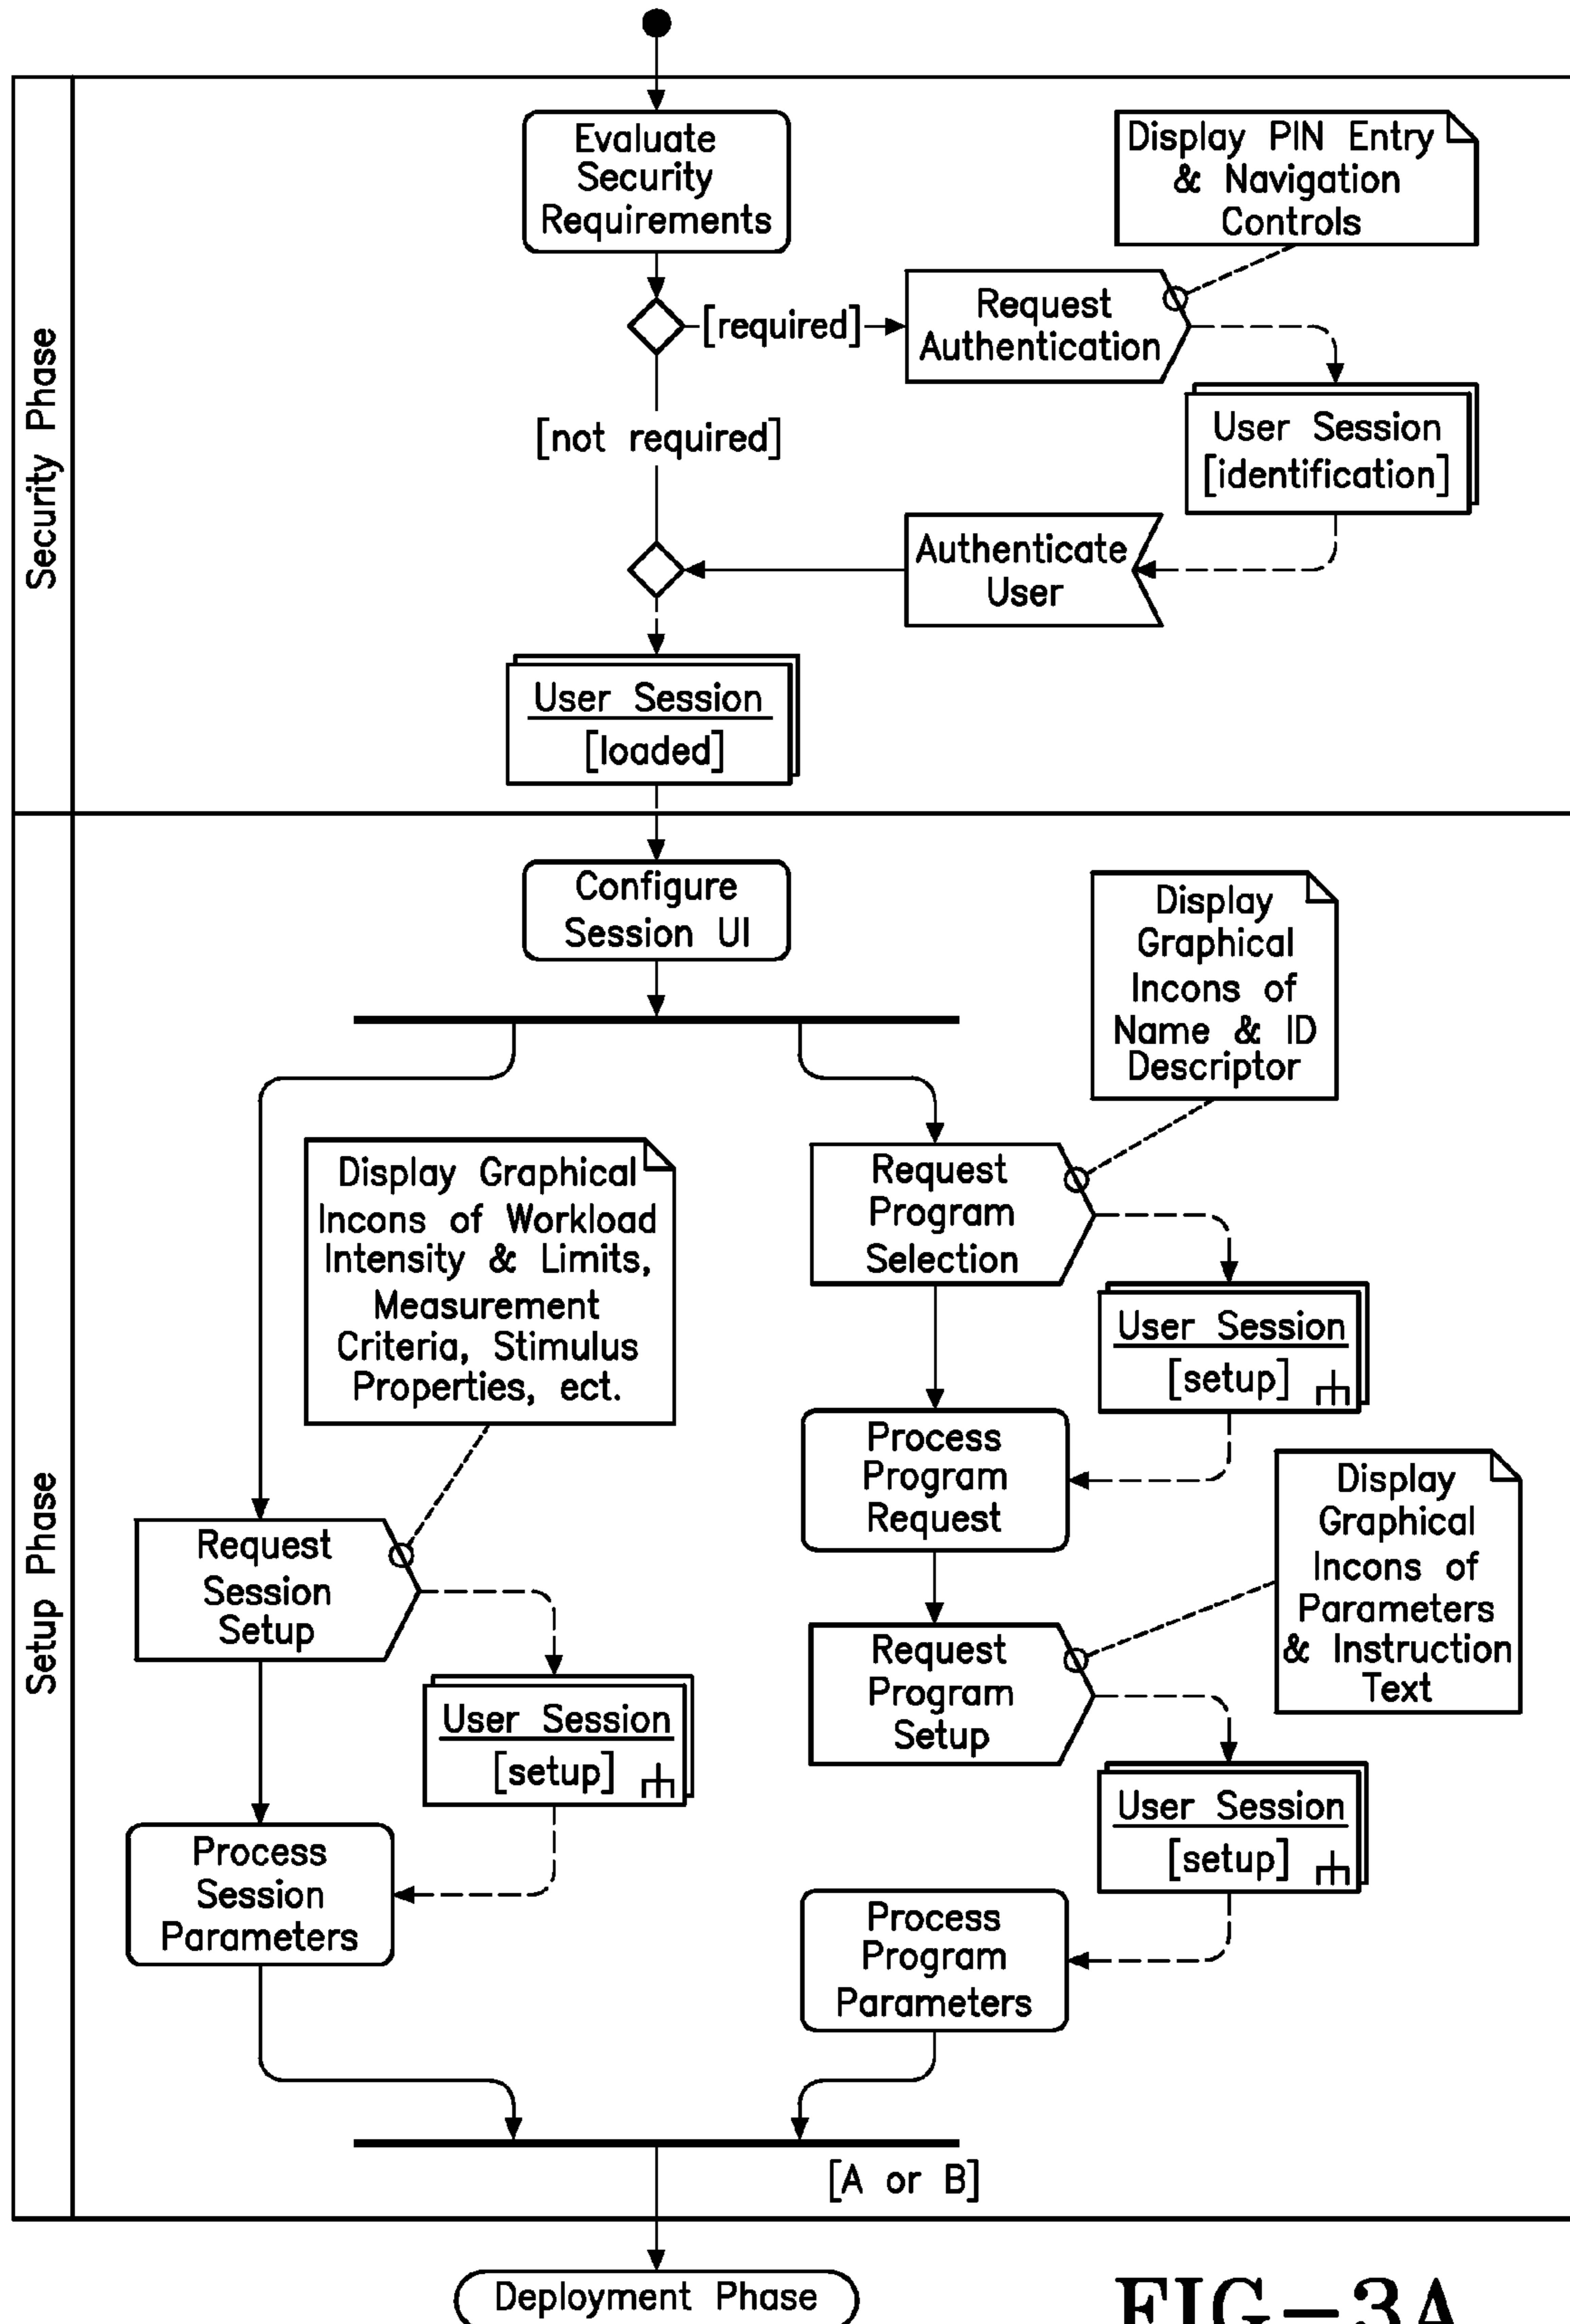 Security Phase
Evaluate
Security
Requirements
Display PIN Entry
& Navigation
Controls
[required]
Request
Authentication
[not required]
User Session
[identification]
Authenticate
User
User Session
[loaded]
Setup Phase
Configure
Session UI
Display
Graphical
Incons of
Name & ID
Descriptor
Display Graphical
Incons of Workload
Intensity & Limits,
Measurement
Criteria, Stimulus
Properties, ect.
Request
Program
Selection
User Session
[setup]
Process
Program
Request
Display
Graphical
Incons of
Parameters
& Instruction
Text
Request
Session
Setup
Request
Program
Setup
User Session
[setup]
User Session
[setup]
Process
Session
Parameters
Process
Program
Parameters
[A or B]
Deployment Phase
FIG-3A